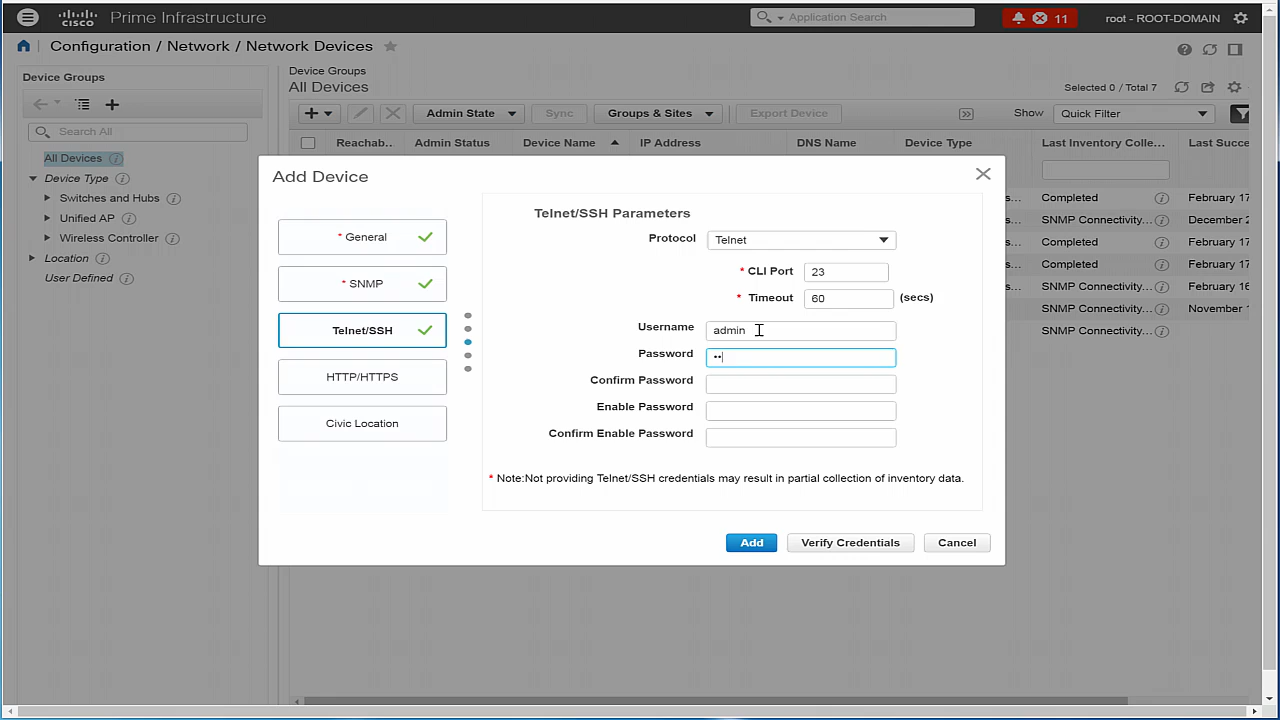 CISCO Prime Infrastructure Application Search 11 root - ROOT-DOMAIN
Configuration / Network / Network Devices
Device Groups
Search All
All Devices
Device Type
Switches and Hubs
Unified AP
Wireless Controller
Location
User Defined
Device Groups
All Devices Selected 0 / Total 7
Admin State Sync Groups & Sites Export Device Show Quick Filter
Reachab... Admin Status Device Name IP Address DNS Name Device Type Last Inventory Colle... Last Succe
s... Completed February 17
SNMP Connectivity... December 2
s... Completed February 17
s... Completed February 17
s... SNMP Connectivity... February 16
s... SNMP Connectivity... November 1
SNMP Connectivity...
Add Device
* General
* SNMP
Telnet/SSH
HTTP/HTTPS
Civic Location
Telnet/SSH Parameters
Protocol Telnet
* CLI Port 23
* Timeout 60 (secs)
Username admin
Password ••
Confirm Password
Enable Password
Confirm Enable Password
* Note:Not providing Telnet/SSH credentials may result in partial collection of inventory data.
Add Verify Credentials Cancel